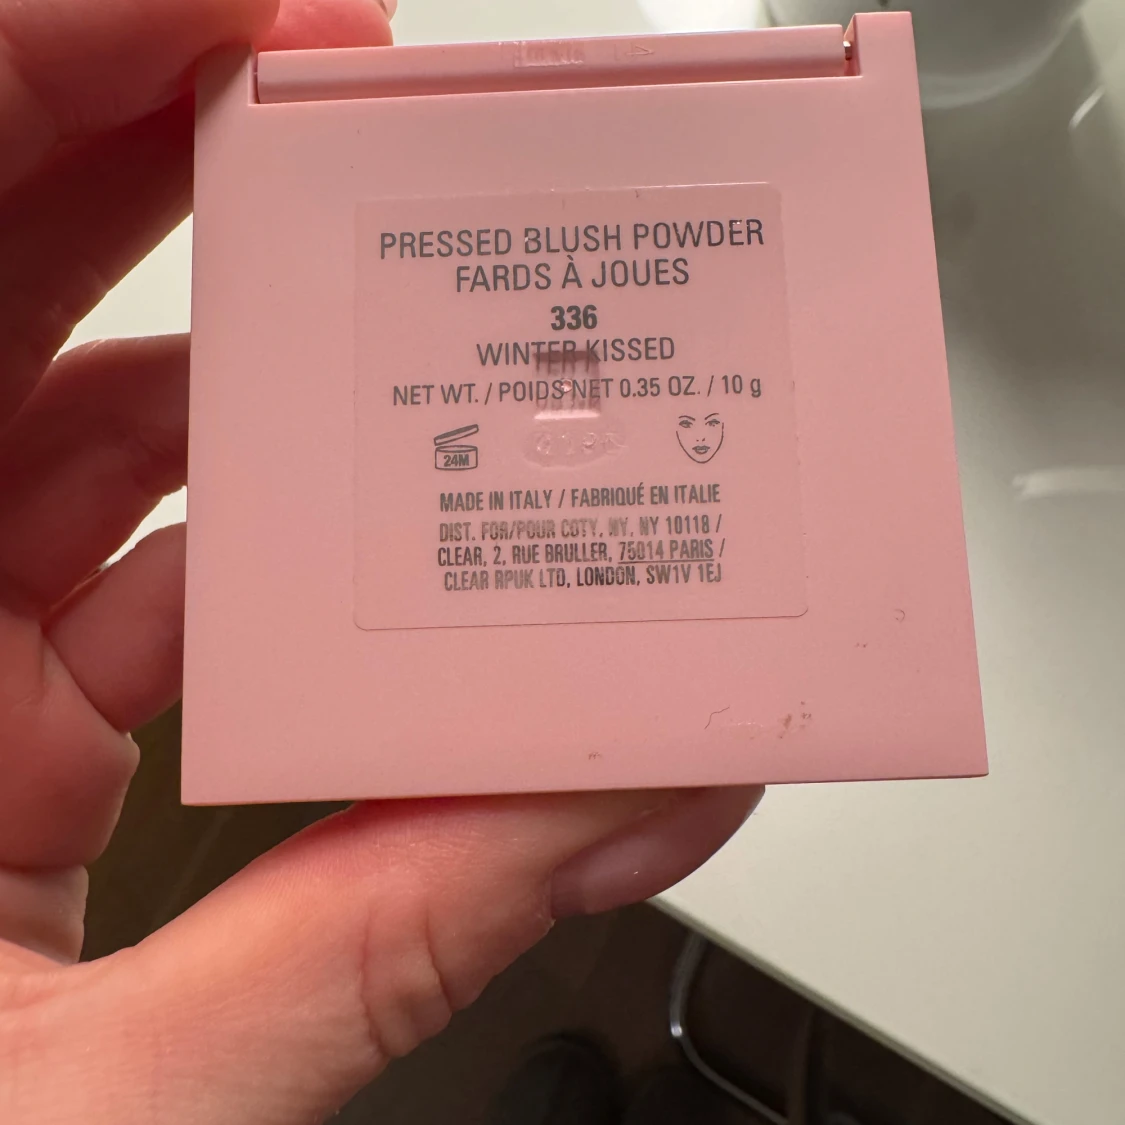 PRESSED BLUSH POWDER
FARDS À JOUES
336
WINTER KISSED
NET WT. / POIDS NET 0.35 OZ. / 10 g
24M
MADE IN ITALY / FABRIQUÉ EN ITALIE
DIST. FOR/POUR COTY, NY, NY 10118 /
CLEAR, 2, RUE BRULLER, 75014 PARIS /
CLEAR RPUK LTD, LONDON, SW1V 1EJ